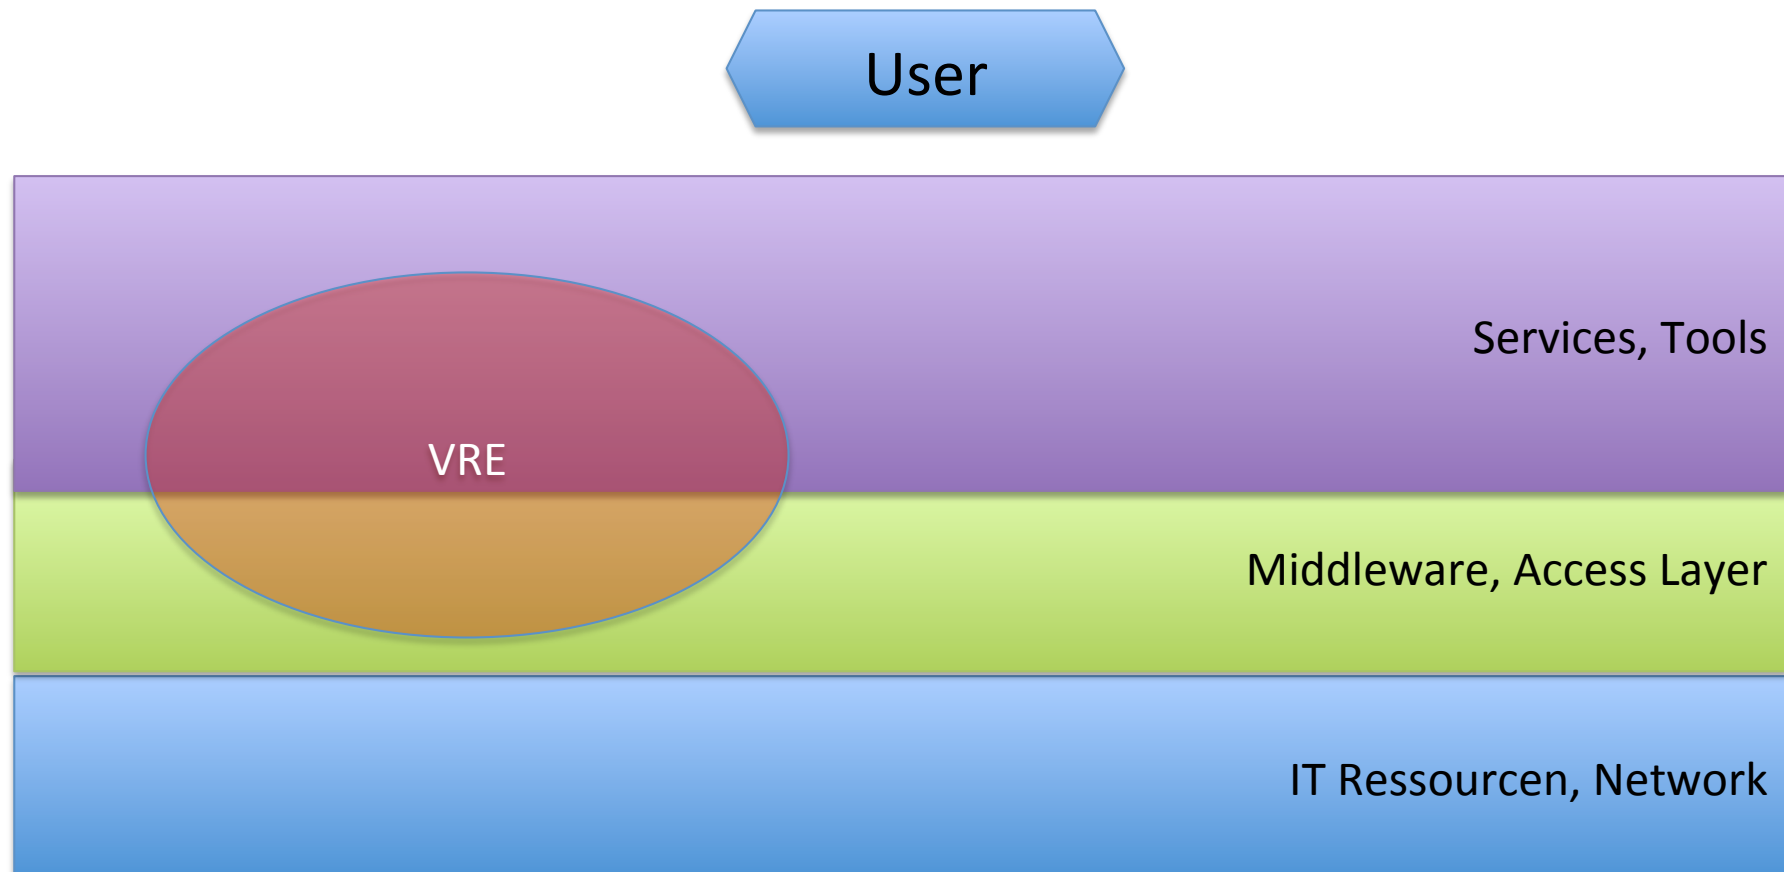 User
Services, Tools
VRE
Middleware, Access Layer
IT Ressourcen, Network